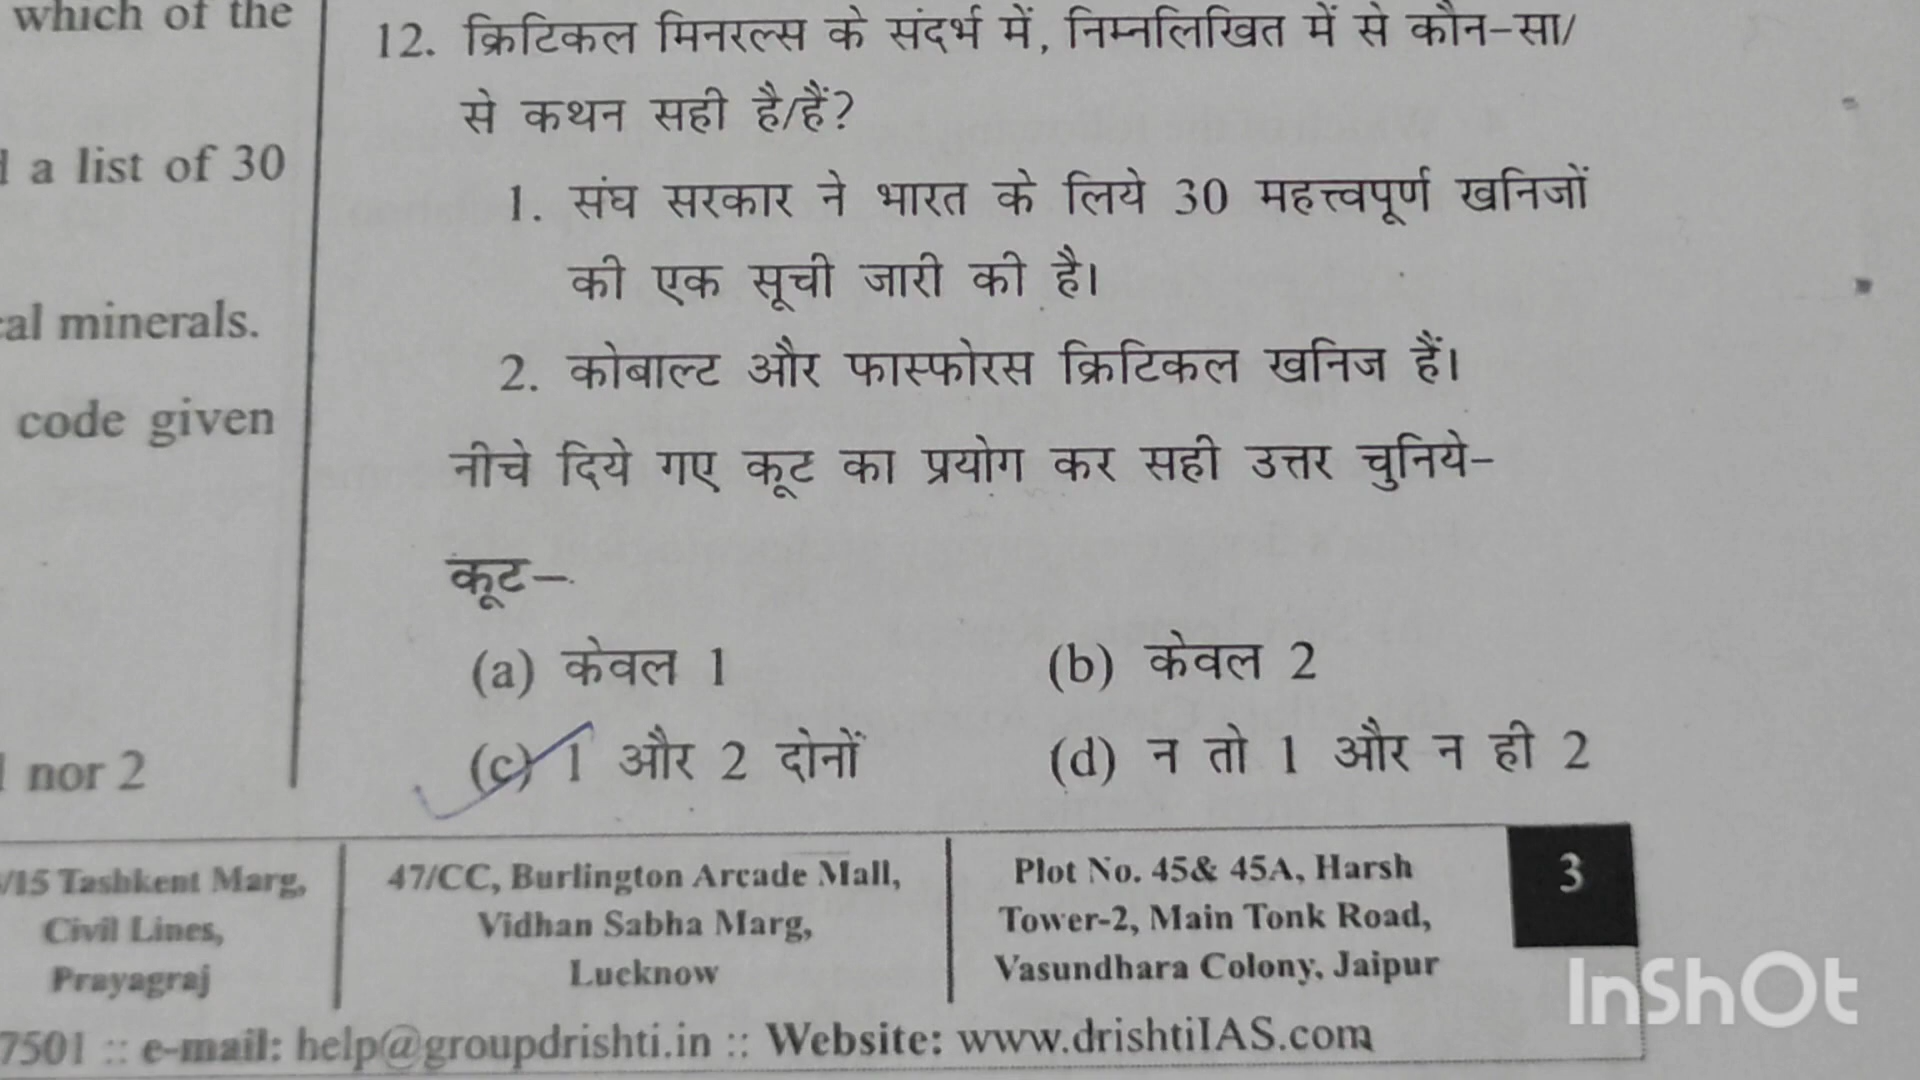 which of the
a list of 30
al minerals.
code given
nor 2
12. क्रिटिकल मिनरल्स के संदर्भ में, निम्नलिखित में से कौन-सा/
से कथन सही है/हैं?
1. संघ सरकार ने भारत के लिये 30 महत्त्वपूर्ण खनिजों
की एक सूची जारी की है।
2. कोबाल्ट और फास्फोरस क्रिटिकल खनिज हैं।
नीचे दिये गए कूट का प्रयोग कर सही उत्तर चुनिये-
कूट-
(a) केवल 1 (b) केवल 2
(c) 1 और 2 दोनों (d) न तो 1 और न ही 2
/15 Tashkent Marg,
Civil Lines,
Prayagraj
47/CC, Burlington Arcade Mall,
Vidhan Sabha Marg,
Lucknow
Plot No. 45& 45A, Harsh
Tower-2, Main Tonk Road,
Vasundhara Colony, Jaipur
3
7501 :: e-mail: help@groupdrishti.in :: Website: www.drishtiIAS.com
InShOt